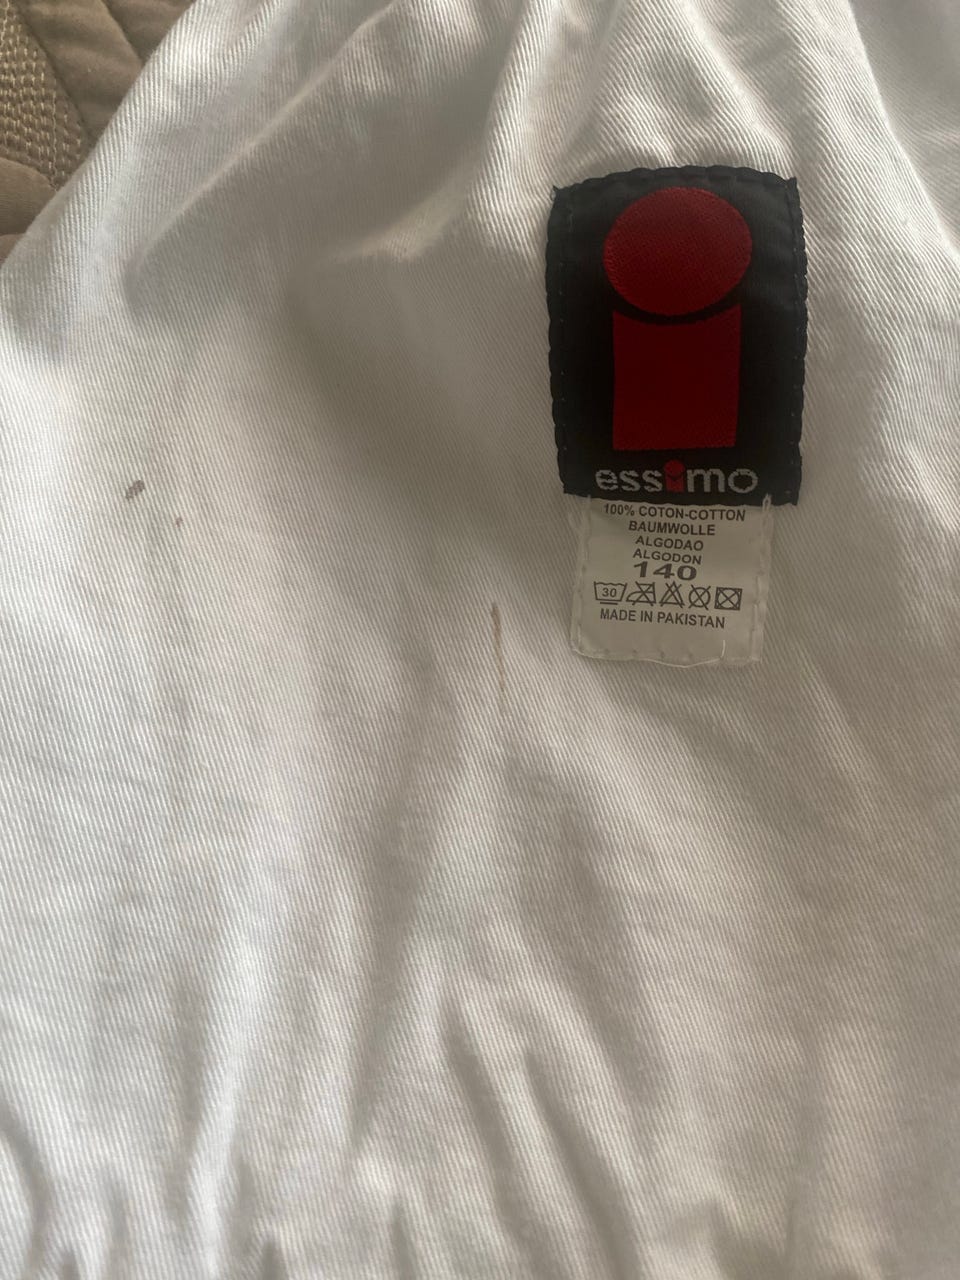 essimo
100% COTON-COTTON
BAUMWOLLE
ALGODAO
ALGODON
140
30
MADE IN PAKISTAN